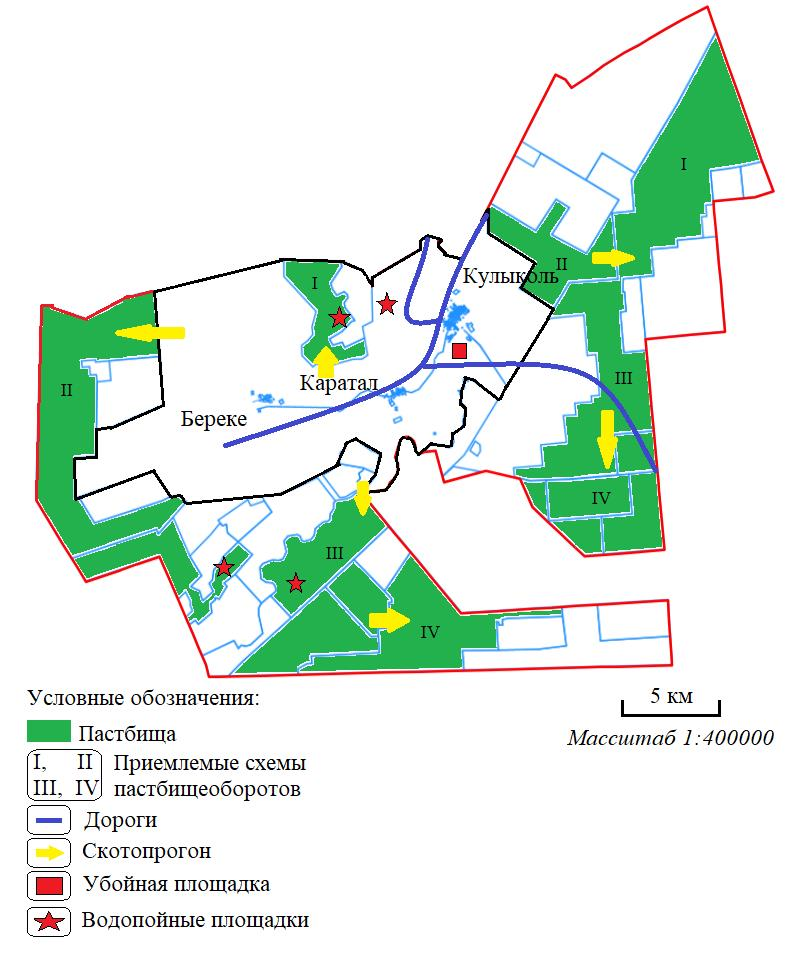 I
II
Кулыколь
I
Каратал
II
Береке
III
IV
III
IV
Условные обозначения:
5 км
Масштаб 1:400000
Пастбища
I, II Приемлемые схемы
III, IV пастбищеоборотов
Дороги
Скотопрогон
Убойная площадка
Водопойные площадки